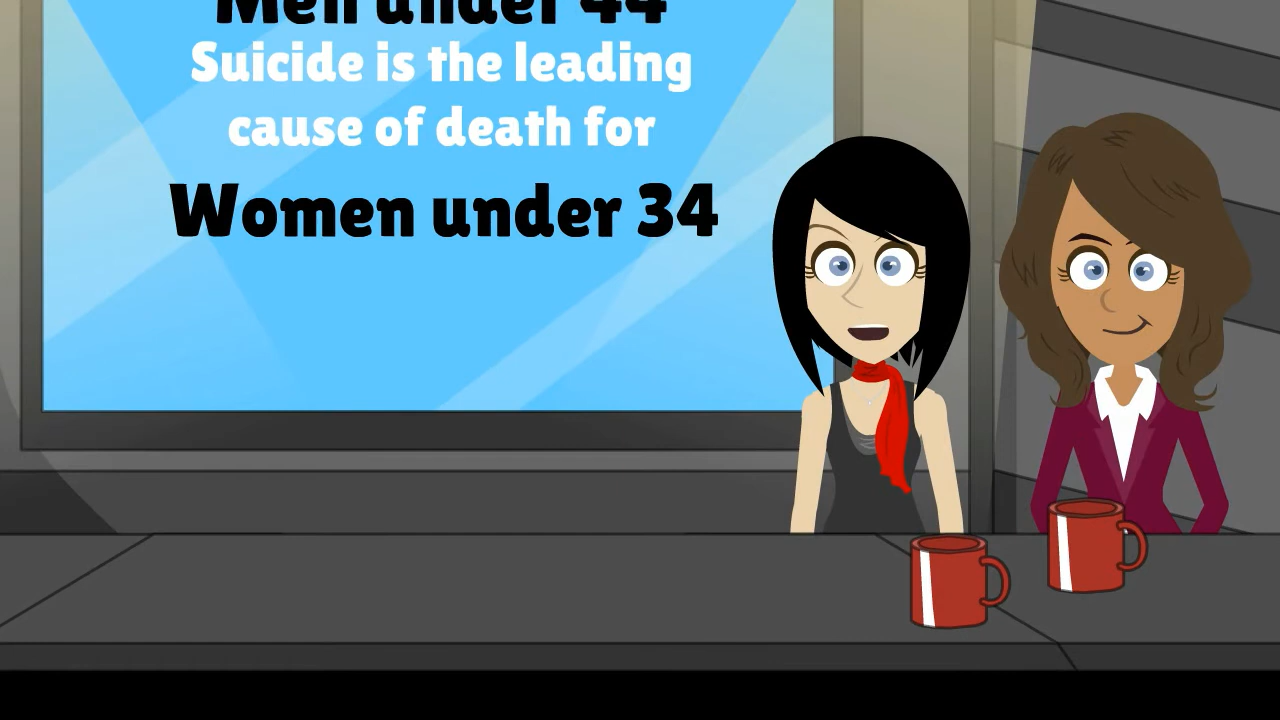 Men under 44
Suicide is the leading
cause of death for
Women under 34